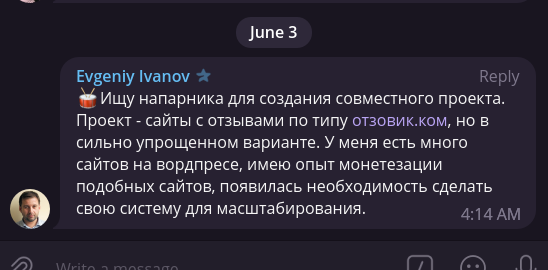 June 3
Evgeniy Ivanov Reply
🥁Ищу напарника для создания совместного проекта.
Проект - сайты с отзывами по типу отзовик.ком, но в
сильно упрощенном варианте. У меня есть много
сайтов на вордпресе, имею опыт монетезации
подобных сайтов, появилась необходимость сделать
свою систему для масштабирования.
4:14 AM
Write a message...